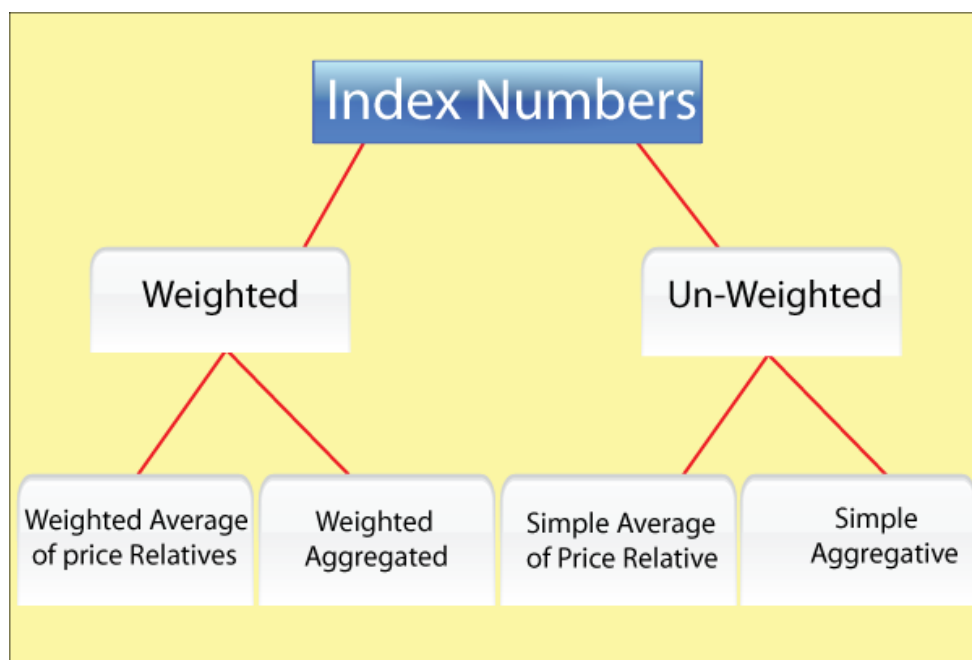 Index Numbers
Weighted
Un-Weighted
Weighted Average
of price Relatives
Weighted
Aggregated
Simple Average
of Price Relative
Simple
Aggregative